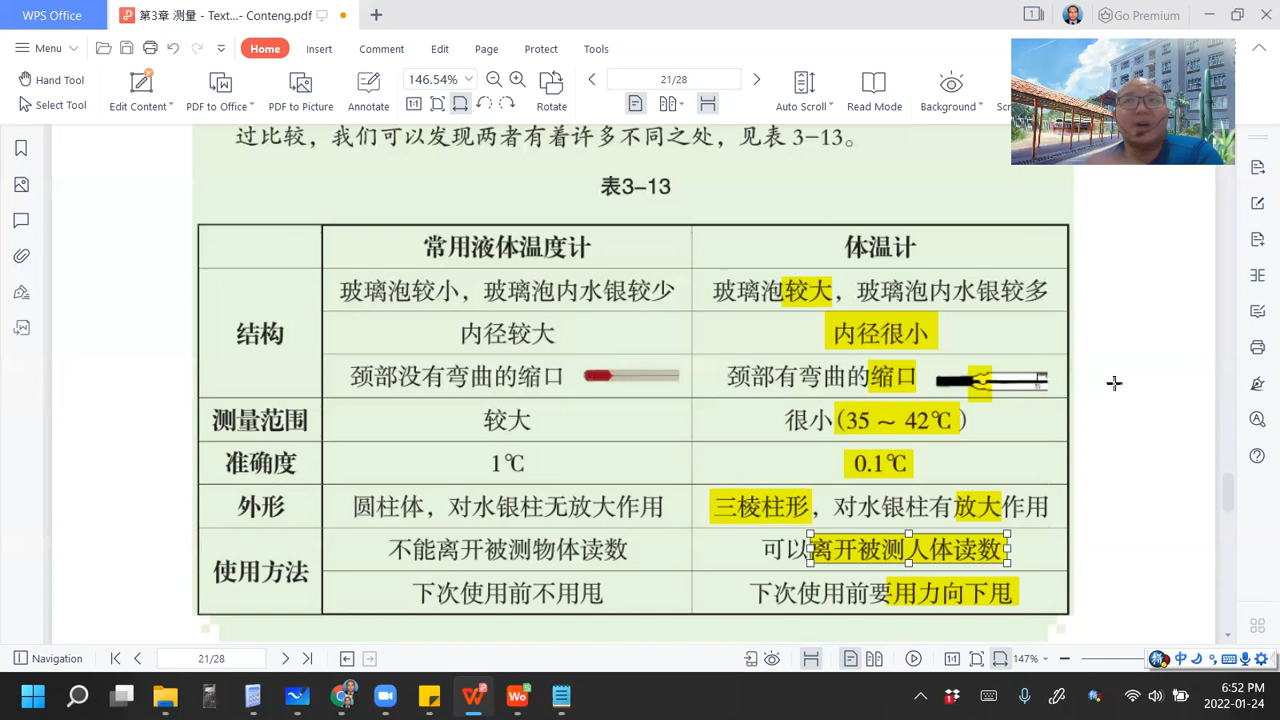 WPS Office
第3章 测量 - Text...- Conteng.pdf
1
Go Premium
Menu
Home
Insert
Comment
Edit
Page
Protect
Tools
Hand Tool
Select Tool
Edit Content
PDF to Office
PDF to Picture
Annotate
146.54%
Rotate
21/28
Auto Scroll
Read Mode
Background
过比较，我们可以发现两者有着许多不同之处，见表 3-13。
表3-13
常用液体温度计
体温计
结构
玻璃泡较小，玻璃泡内水银较少
玻璃泡较大，玻璃泡内水银较多
内径较大
内径很小
颈部没有弯曲的缩口
颈部有弯曲的缩口
测量范围
较大
很小(35 ~ 42℃)
准确度
1℃
0.1℃
外形
圆柱体，对水银柱无放大作用
三棱柱形，对水银柱有放大作用
使用方法
不能离开被测物体读数
可以离开被测人体读数
下次使用前不用甩
下次使用前要用力向下甩
Navigation
21/28
147%
中
6:52 PM
2022-01-24